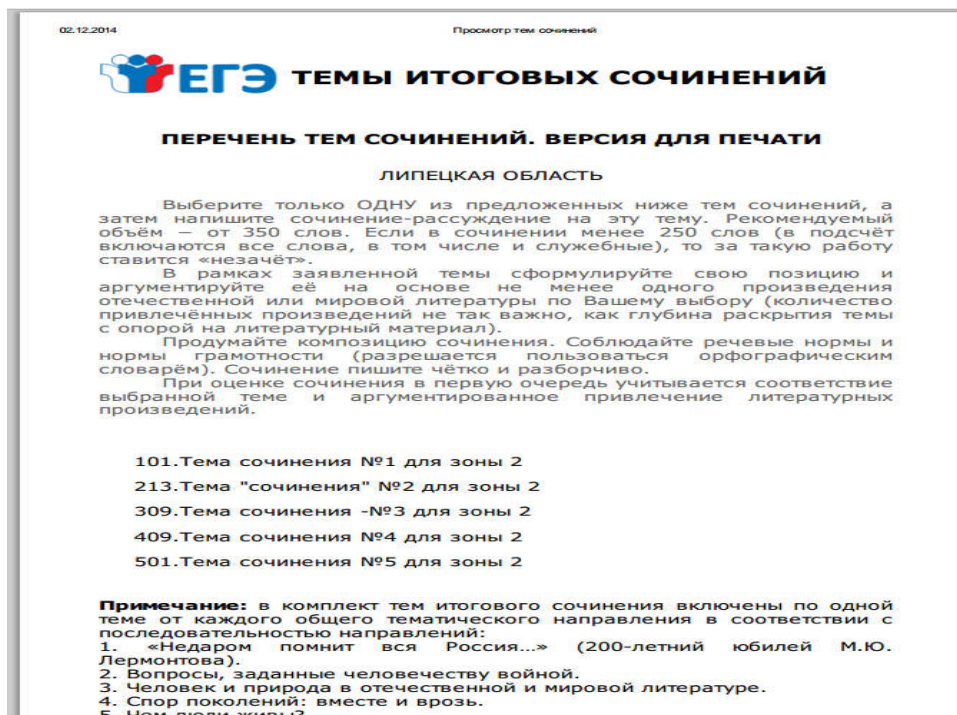 02.12.2014 Просмотр тем сочинений
ЕГЭ ТЕМЫ ИТОГОВЫХ СОЧИНЕНИЙ
ПЕРЕЧЕНЬ ТЕМ СОЧИНЕНИЙ. ВЕРСИЯ ДЛЯ ПЕЧАТИ
ЛИПЕЦКАЯ ОБЛАСТЬ
Выберите только ОДНУ из предложенных ниже тем сочинений, а
затем напишите сочинение-рассуждение на эту тему. Рекомендуемый
объём – от 350 слов. Если в сочинении менее 250 слов (в подсчёт
включаются все слова, в том числе и служебные), то за такую работу
ставится «незачёт».
В рамках заявленной темы сформулируйте свою позицию и
аргументируйте её на основе не менее одного произведения
отечественной или мировой литературы по Вашему выбору (количество
привлечённых произведений не так важно, как глубина раскрытия темы
с опорой на литературный материал).
Продумайте композицию сочинения. Соблюдайте речевые нормы и
нормы грамотности (разрешается пользоваться орфографическим
словарём). Сочинение пишите чётко и разборчиво.
При оценке сочинения в первую очередь учитывается соответствие
выбранной теме и аргументированное привлечение литературных
произведений.
101.Тема сочинения №1 для зоны 2
213.Тема "сочинения" №2 для зоны 2
309.Тема сочинения -№3 для зоны 2
409.Тема сочинения №4 для зоны 2
501.Тема сочинения №5 для зоны 2
Примечание: в комплект тем итогового сочинения включены по одной
теме от каждого общего тематического направления в соответствии с
последовательностью направлений:
1. «Недаром помнит вся Россия…» (200-летний юбилей М.Ю.
Лермонтова).
2. Вопросы, заданные человечеству войной.
3. Человек и природа в отечественной и мировой литературе.
4. Спор поколений: вместе и врозь.
5. Чем люди живы?